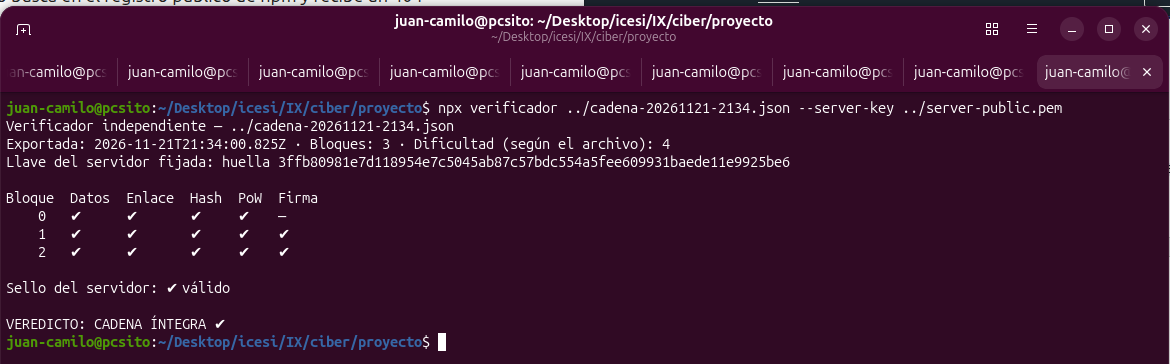 juan-camilo@pcsito: ~/Desktop/icesi/IX/ciber/proyecto
~/Desktop/icesi/IX/ciber/proyecto
an-camilo@pcs juan-camilo@pcs juan-camilo@pcs juan-camilo@pcs juan-camilo@pcs juan-camilo@pcs juan-camilo@pcs juan-camilo@pcs juan-camilo@
juan-camilo@pcsito:~/Desktop/icesi/IX/ciber/proyecto$ npx verificador ../cadena-20261121-2134.json --server-key ../server-public.pem
Verificador independiente — ../cadena-20261121-2134.json
Exportada: 2026-11-21T21:34:00.825Z · Bloques: 3 · Dificultad (según el archivo): 4
Llave del servidor fijada: huella 3ffb80981e7d118954e7c5045ab87c57bdc554a5fee609931baede11e9925be6
Bloque Datos Enlace Hash PoW Firma
0 ✔ ✔ ✔ ✔ —
1 ✔ ✔ ✔ ✔ ✔
2 ✔ ✔ ✔ ✔ ✔
Sello del servidor: ✔ válido
VEREDICTO: CADENA ÍNTEGRA ✔
juan-camilo@pcsito:~/Desktop/icesi/IX/ciber/proyecto$